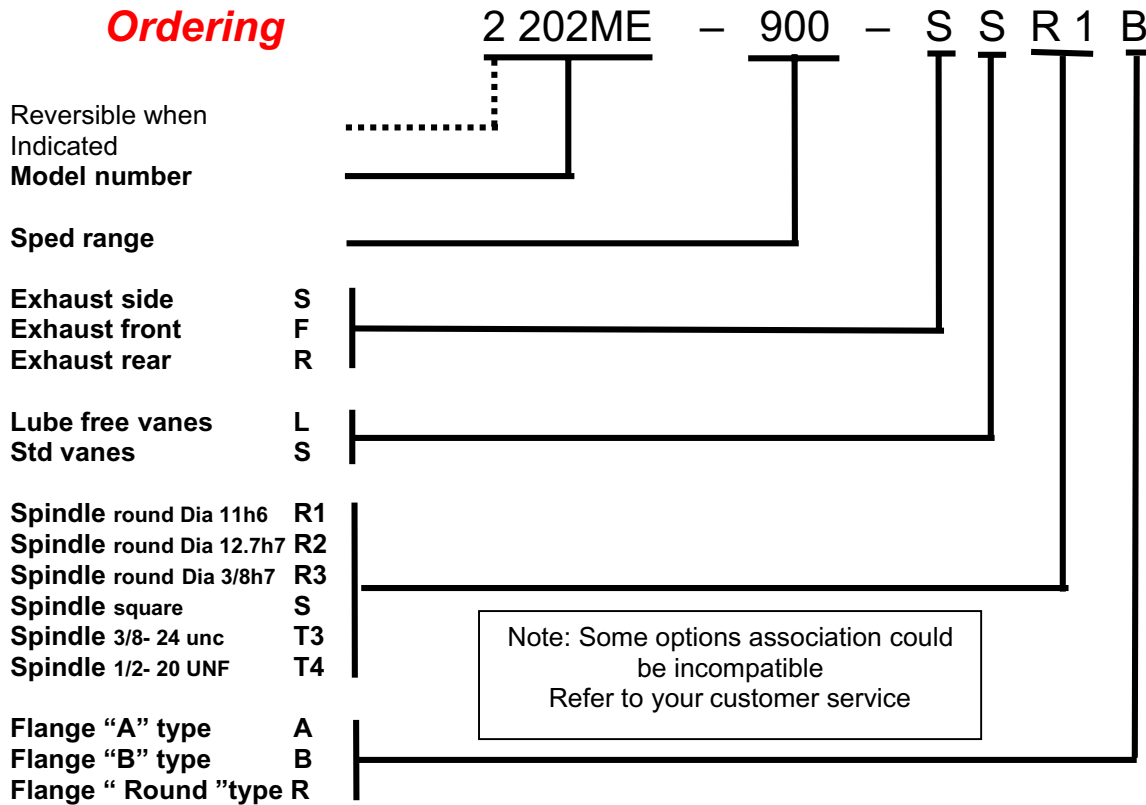 Ordering 2 202ME – 900 – S S R 1 B
Reversible when
Indicated
Model number
Sped range
Exhaust side S
Exhaust front F
Exhaust rear R
Lube free vanes L
Std vanes S
Spindle round Dia 11h6 R1
Spindle round Dia 12.7h7 R2
Spindle round Dia 3/8h7 R3
Spindle square S
Spindle 3/8- 24 unc T3
Spindle 1/2- 20 UNF T4
Note: Some options association could
be incompatible
Refer to your customer service
Flange “A” type A
Flange “B” type B
Flange “ Round ”type R